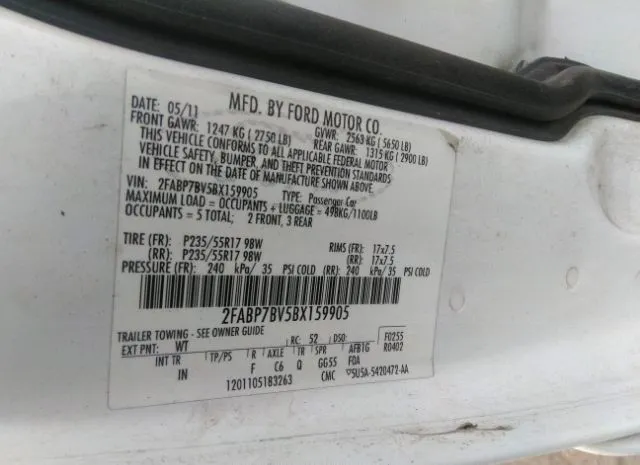 MFD. BY FORD MOTOR CO.
DATE: 05/11 GVWR: 2563 KG ( 5650 LB)
FRONT GAWR: 1247 KG ( 2750 LB) REAR GAWR: 1315 KG ( 2900 LB)
THIS VEHICLE CONFORMS TO ALL APPLICABLE FEDERAL MOTOR
VEHICLE SAFETY, BUMPER, AND THEFT PREVENTION STANDARDS
IN EFFECT ON THE DATE OF MANUFACTURE SHOWN ABOVE.
VIN: 2FABP7BV5BX159905 TYPE: Passenger Car
MAXIMUM LOAD = OCCUPANTS + LUGGAGE = 498KG/1100LB
OCCUPANTS = 5 TOTAL; 2 FRONT, 3 REAR
TIRE (FR): P235/55R17 98W RIMS (FR): 17x7.5
(RR): P235/55R17 98W (RR): 17x7.5
PRESSURE (FR): 240 kPa/ 35 PSI COLD (RR): 240 kPa/ 35 PSI COLD
2FABP7BV5BX159905
TRAILER TOWING - SEE OWNER GUIDE
EXT PNT: WT RC: 52 DSO: F0255
INT TR TP/PS R AXLE TR SPR AFB1G R0402
IN F C6 Q GG55 FDA
1201105183263 CMC 5U5A-5420472-AA